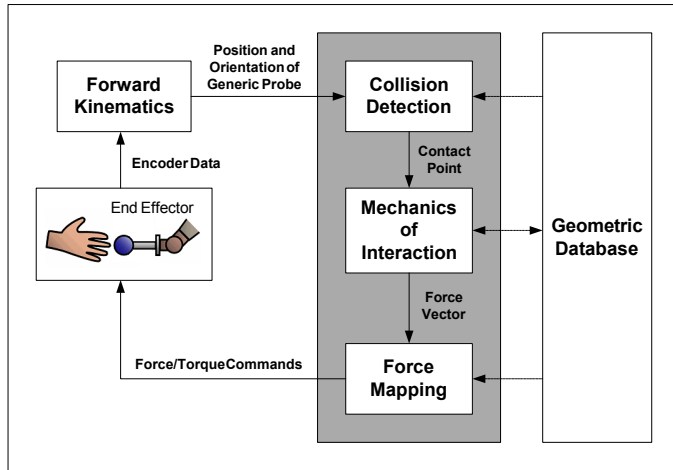 Position and
Orientation of
Generic Probe
Forward
Kinematics
Collision
Detection
Encoder Data
Contact
Point
End Effector
Mechanics
of
Interaction
Geometric
Database
Force
Vector
Force/TorqueCommands
Force
Mapping